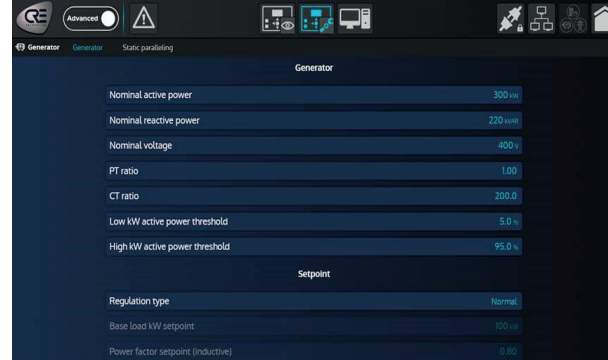 CRE
Advanced
Generator Generator Static paralleling
Generator
Nominal active power 300 kW
Nominal reactive power 220 kVAR
Nominal voltage 400 V
PT ratio 1.00
CT ratio 200.0
Low kW active power threshold 5.0 %
High kW active power threshold 95.0 %
Setpoint
Regulation type Normal
Base load kW setpoint 100 kW
Power factor setpoint (inductive) 0.80